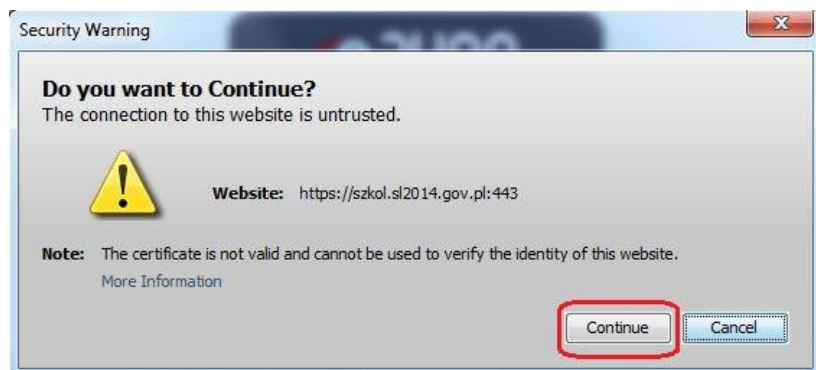 Security Warning
Do you want to Continue?
The connection to this website is untrusted.
Website: https://szkol.sl2014.gov.pl:443
Note: The certificate is not valid and cannot be used to verify the identity of this website.
More Information
Continue Cancel